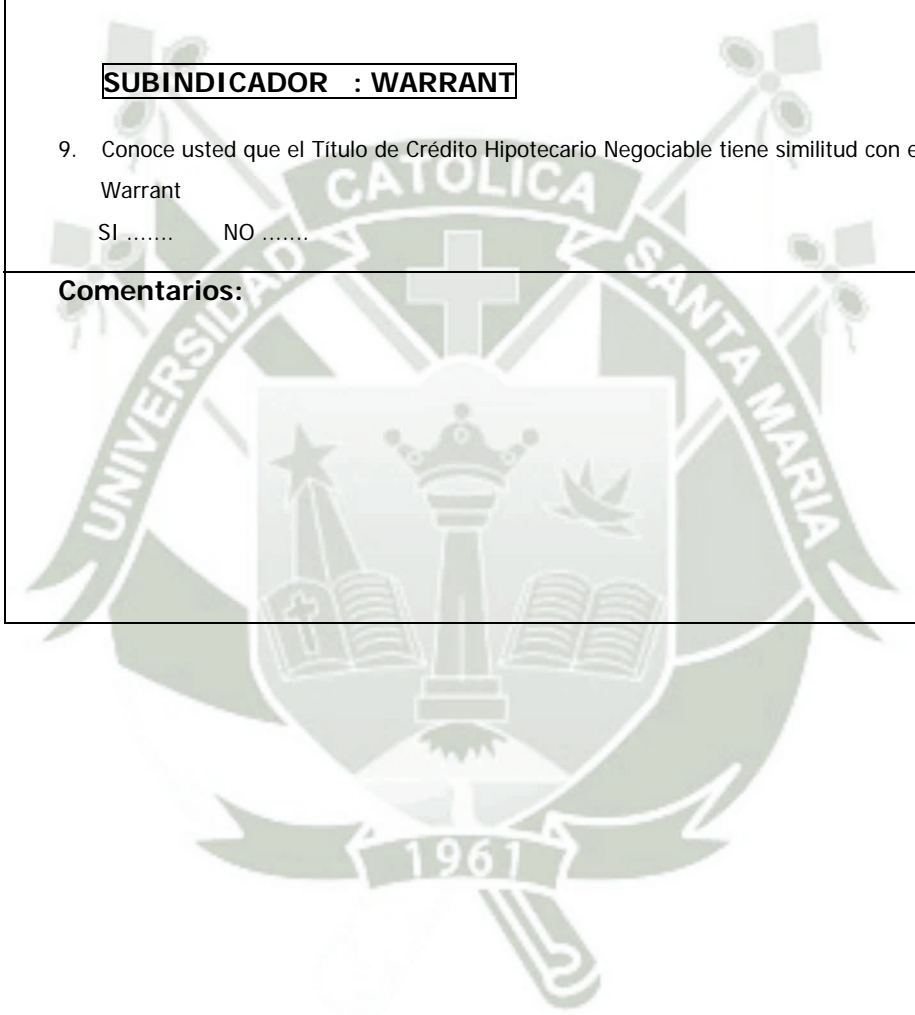 SUBINDICADOR : WARRANT
9. Conoce usted que el Título de Crédito Hipotecario Negociable tiene similitud con e
Warrant
SI ....... NO .......
Comentarios:
UNIVERSIDAD CATOLICA SANTA MARIA
1961